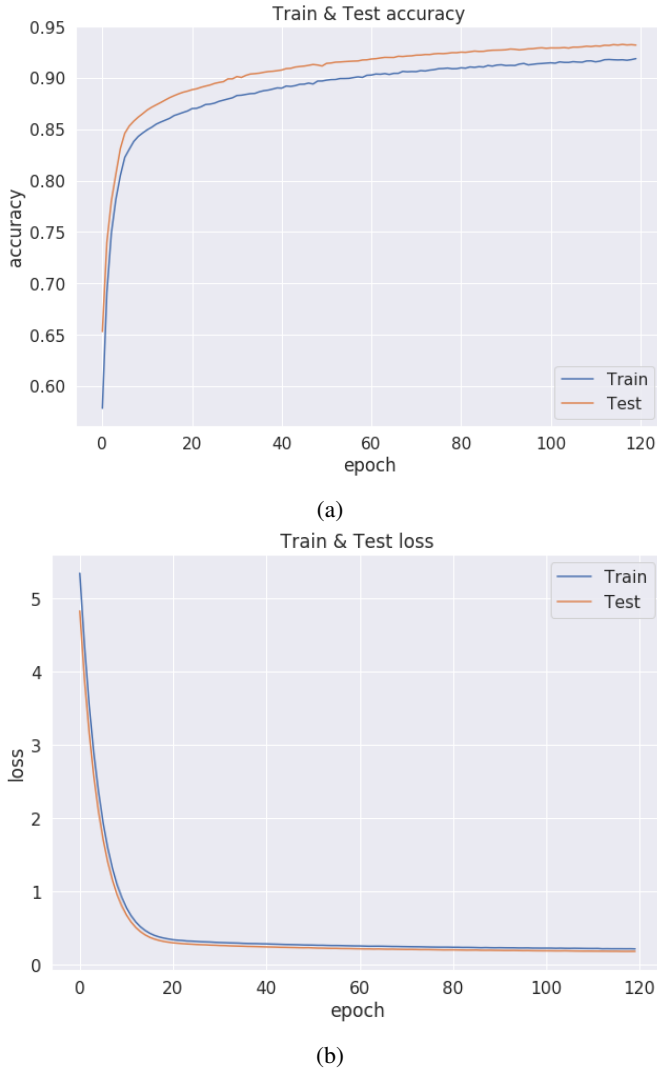 Train & Test accuracy
0.95
0.90
0.85
0.80
0.75
0.70
0.65
0.60
accuracy
Train
Test
0 20 40 60 80 100 120
epoch
(a)
Train & Test loss
5
4
3
2
1
0
loss
Train
Test
0 20 40 60 80 100 120
epoch
(b)